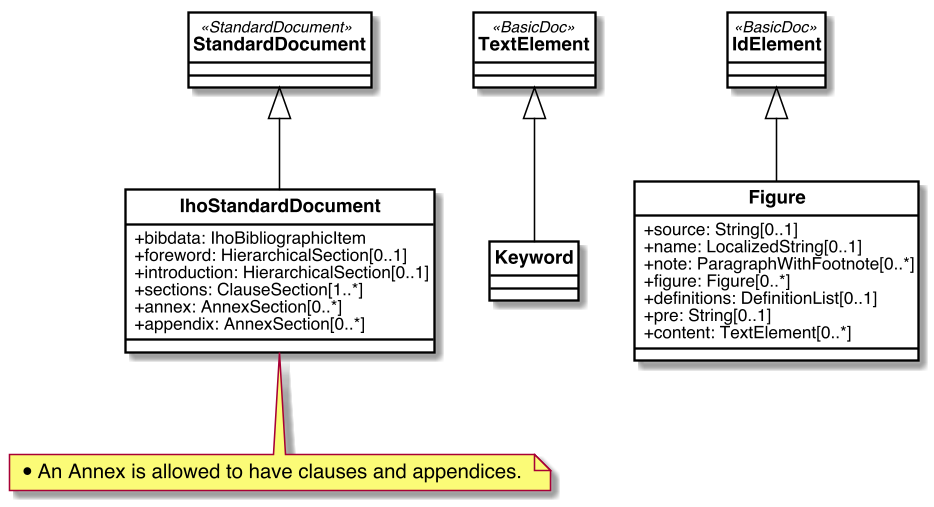 «StandardDocument»
StandardDocument
«BasicDoc»
TextElement
«BasicDoc»
IdElement
IhoStandardDocument
+bibdata: IhoBibliographicItem
+foreword: HierarchicalSection[0..1]
+introduction: HierarchicalSection[0..1]
+sections: ClauseSection[1..*]
+annex: AnnexSection[0..*]
+appendix: AnnexSection[0..*]
Keyword
Figure
+source: String[0..1]
+name: LocalizedString[0..1]
+note: ParagraphWithFootnote[0..*]
+figure: Figure[0..*]
+definitions: DefinitionList[0..1]
+pre: String[0..1]
+content: TextElement[0..*]
• An Annex is allowed to have clauses and appendices.